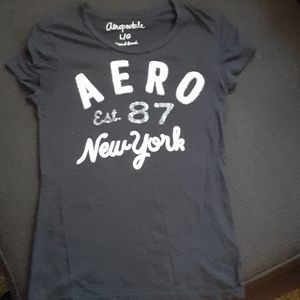 Aeropostale
L/G
AERO
Est. 87
New York